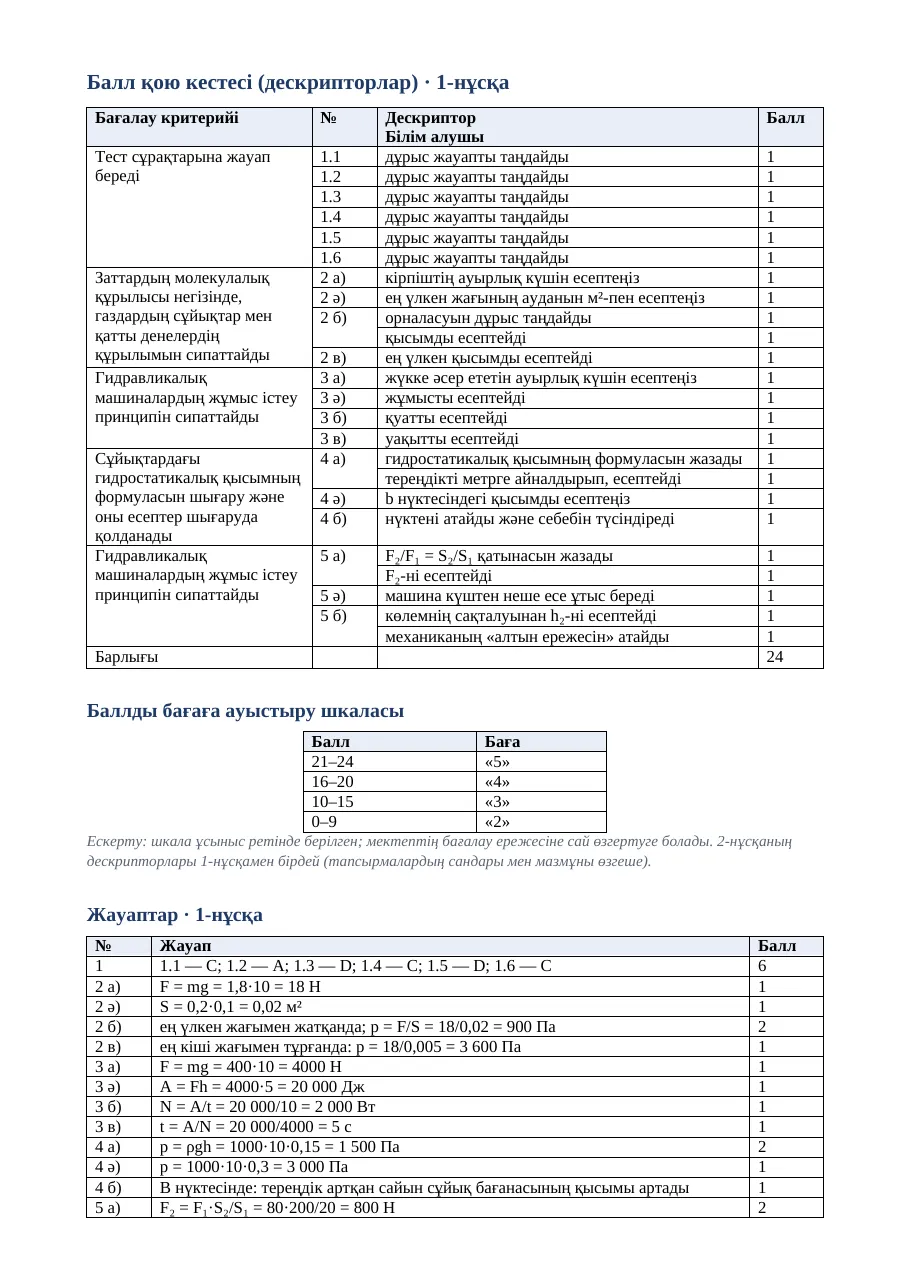 Балл қою кестесі (дескрипторлар) · 1-нұсқа
Бағалау критерийі № Дескриптор Балл
Білім алушы
Тест сұрақтарына жауап 1.1 дұрыс жауапты таңдайды 1
береді 1.2 дұрыс жауапты таңдайды 1
1.3 дұрыс жауапты таңдайды 1
1.4 дұрыс жауапты таңдайды 1
1.5 дұрыс жауапты таңдайды 1
1.6 дұрыс жауапты таңдайды 1
Заттардың молекулалық 2 а) кірпіштің ауырлық күшін есептеңіз 1
құрылысы негізінде, 2 ә) ең үлкен жағының ауданын м²-пен есептеңіз 1
газдардың сұйықтар мен 2 б) орналасуын дұрыс таңдайды 1
қатты денелердің қысымды есептейді 1
құрылымын сипаттайды 2 в) ең үлкен қысымды есептейді 1
Гидравликалық 3 а) жүкке әсер ететін ауырлық күшін есептеңіз 1
машиналардың жұмыс істеу 3 ә) жұмысты есептейді 1
принципін сипаттайды 3 б) қуатты есептейді 1
3 в) уақытты есептейді 1
Сұйықтардағы 4 а) гидростатикалық қысымның формуласын жазады 1
гидростатикалық қысымның тереңдікті метрге айналдырып, есептейді 1
формуласын шығару және 4 ә) b нүктесіндегі қысымды есептеңіз 1
оны есептер шығаруда 4 б) нүктені атайды және себебін түсіндіреді 1
қолданады
Гидравликалық 5 а) F₂/F₁ = S₂/S₁ қатынасын жазады 1
машиналардың жұмыс істеу F₂-ні есептейді 1
принципін сипаттайды 5 ә) машина күштен неше есе ұтыс береді 1
5 б) көлемнің сақталуынан h₂-ні есептейді 1
механиканың «алтын ережесін» атайды 1
Барлығы 24
Баллды бағаға ауыстыру шкаласы
Балл Баға
21–24 «5»
16–20 «4»
10–15 «3»
0–9 «2»
Ескерту: шкала ұсыныс ретінде берілген; мектептің бағалау ережесіне сай өзгертуге болады. 2-нұсқаның
дескрипторлары 1-нұсқамен бірдей (тапсырмалардың сандары мен мазмұны өзгеше).
Жауаптар · 1-нұсқа
№ Жауап Балл
1 1.1 — C; 1.2 — A; 1.3 — D; 1.4 — C; 1.5 — D; 1.6 — C 6
2 а) F = mg = 1,8·10 = 18 Н 1
2 ә) S = 0,2·0,1 = 0,02 м² 1
2 б) ең үлкен жағымен жатқанда; p = F/S = 18/0,02 = 900 Па 2
2 в) ең кіші жағымен тұрғанда: p = 18/0,005 = 3 600 Па 1
3 а) F = mg = 400·10 = 4000 Н 1
3 ә) A = Fh = 4000·5 = 20 000 Дж 1
3 б) N = A/t = 20 000/10 = 2 000 Вт 1
3 в) t = A/N = 20 000/4000 = 5 с 1
4 а) p = ρgh = 1000·10·0,15 = 1 500 Па 2
4 ә) p = 1000·10·0,3 = 3 000 Па 1
4 б) B нүктесінде: тереңдік артқан сайын сұйық бағанасының қысымы артады 1
5 а) F₂ = F₁·S₂/S₁ = 80·200/20 = 800 Н 2